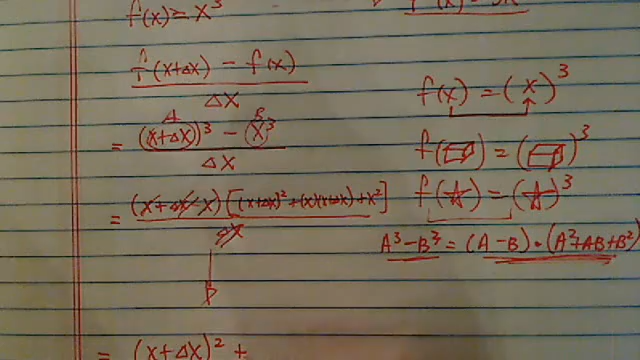 f(x) = x³
f(x+Δx) - f(x)
Δx
A B
= (x+Δx)³ - (x)³
Δx
= (x+Δx-x)[(x+Δx)²+(x)(x+Δx)+x²]
Δx
= (x+Δx)² +
f(x) = (x)³
f( ) = ( )³
f( ) = ( )³
A³-B³ = (A-B)·(A²+AB+B²)